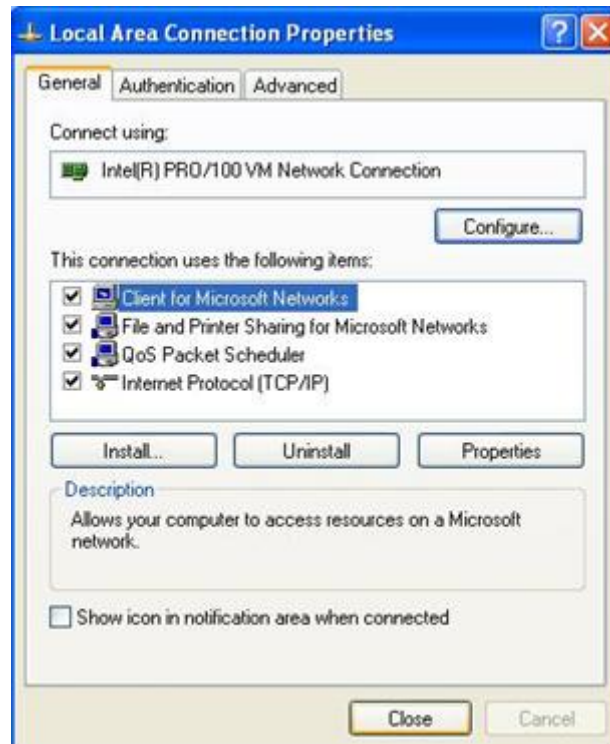 Local Area Connection Properties
General Authentication Advanced
Connect using:
Intel(R) PRO/100 VM Network Connection
Configure...
This connection uses the following items:
Client for Microsoft Networks
File and Printer Sharing for Microsoft Networks
QoS Packet Scheduler
Internet Protocol (TCP/IP)
Install... Uninstall Properties
Description
Allows your computer to access resources on a Microsoft
network.
Show icon in notification area when connected
Close Cancel